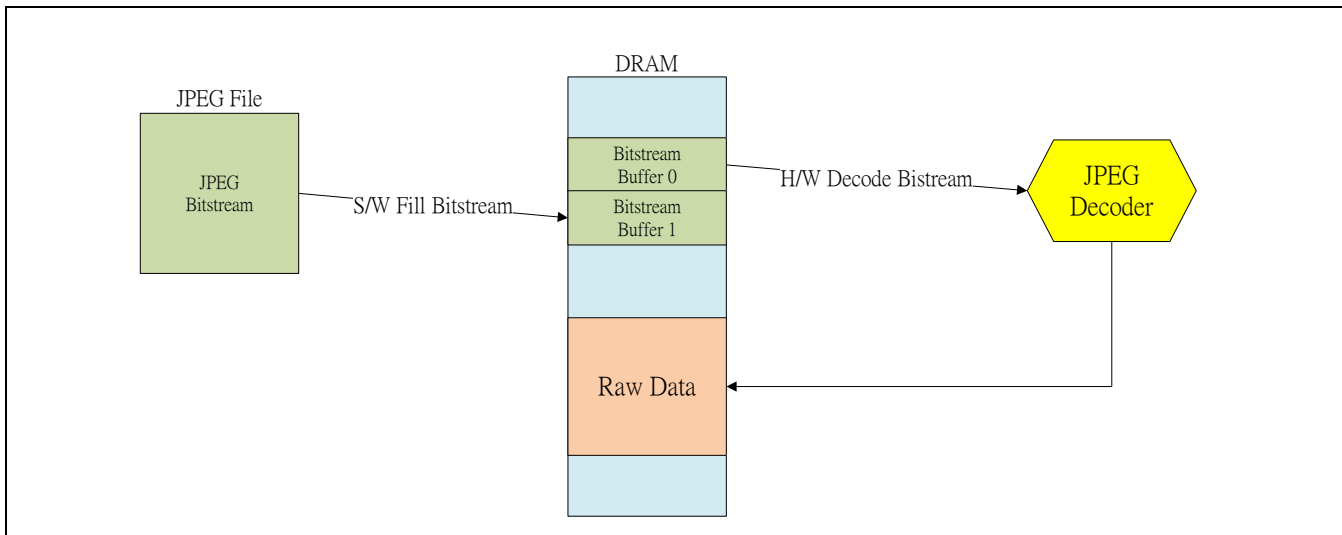 DRAM
JPEG File
JPEG
Bitstream
S/W Fill Bitstream
Bitstream
Buffer 0
Bitstream
Buffer 1
H/W Decode Bistream
JPEG
Decoder
Raw Data